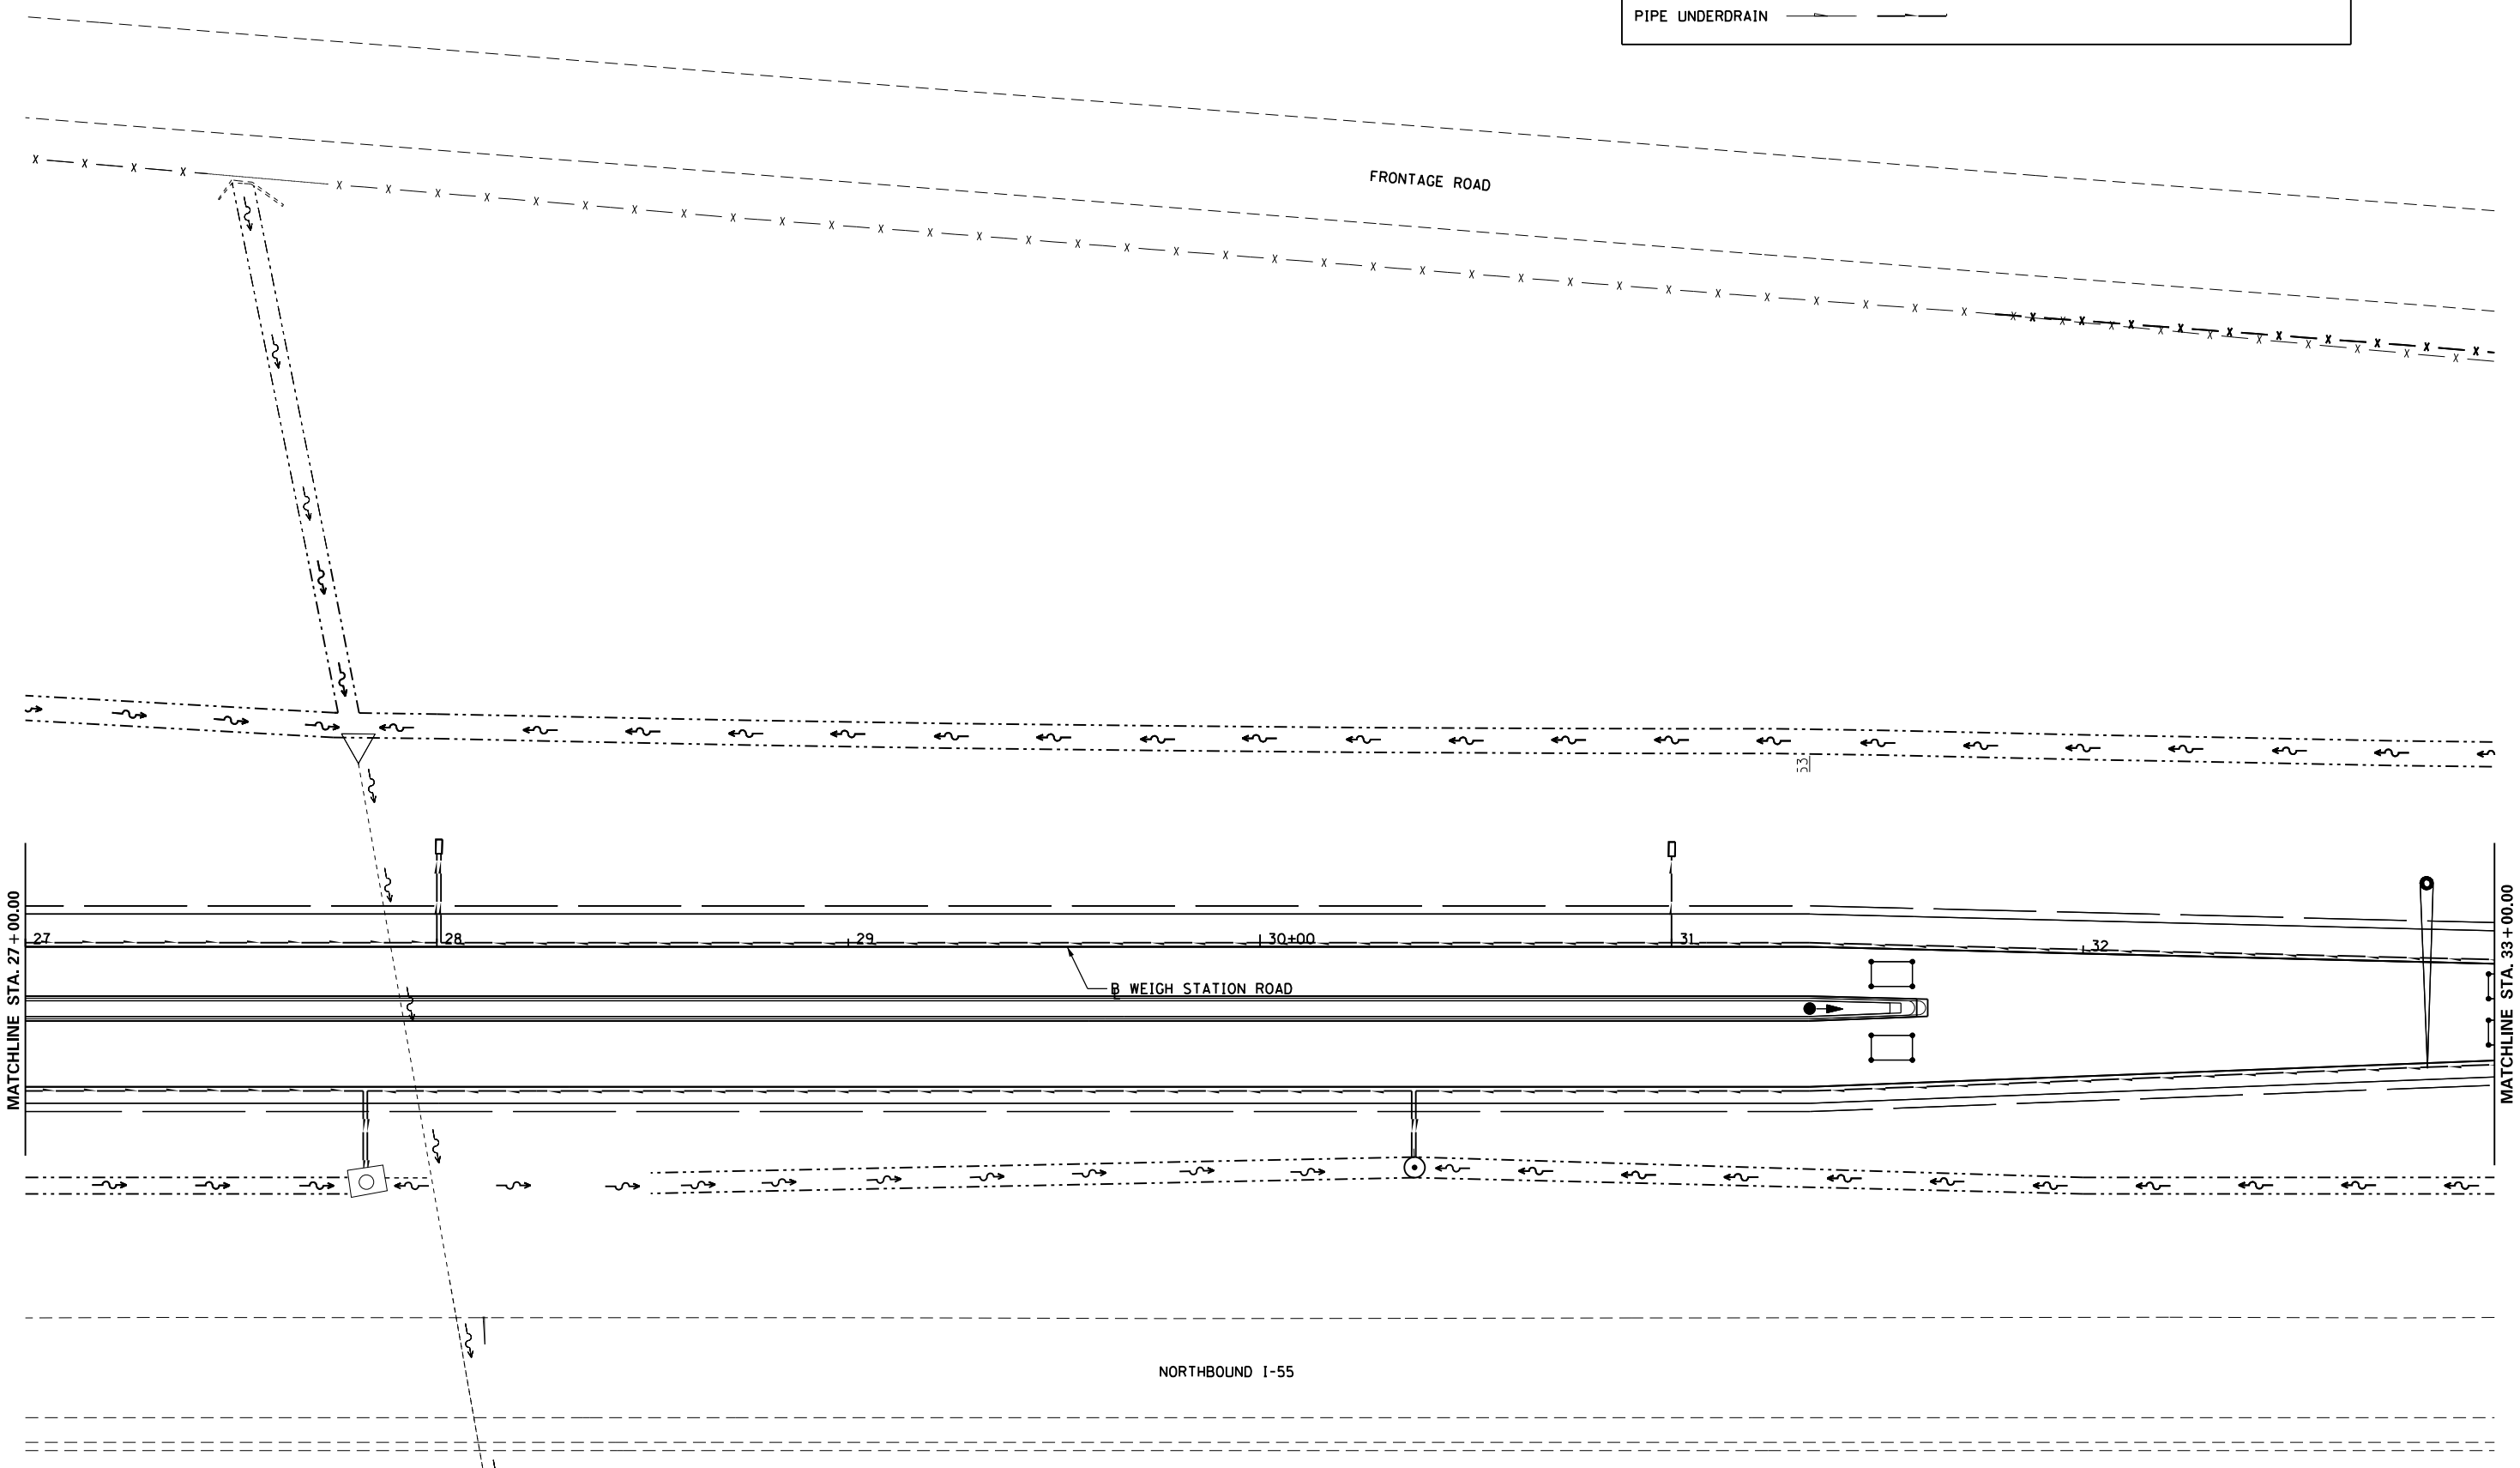 PIPE UNDERDRAIN
FRONTAGE ROAD
MATCHLINE STA. 27+00.00
27
28
29
30+00
31
32
B WEIGH STATION ROAD
MATCHLINE STA. 33+00.00
NORTHBOUND I-55